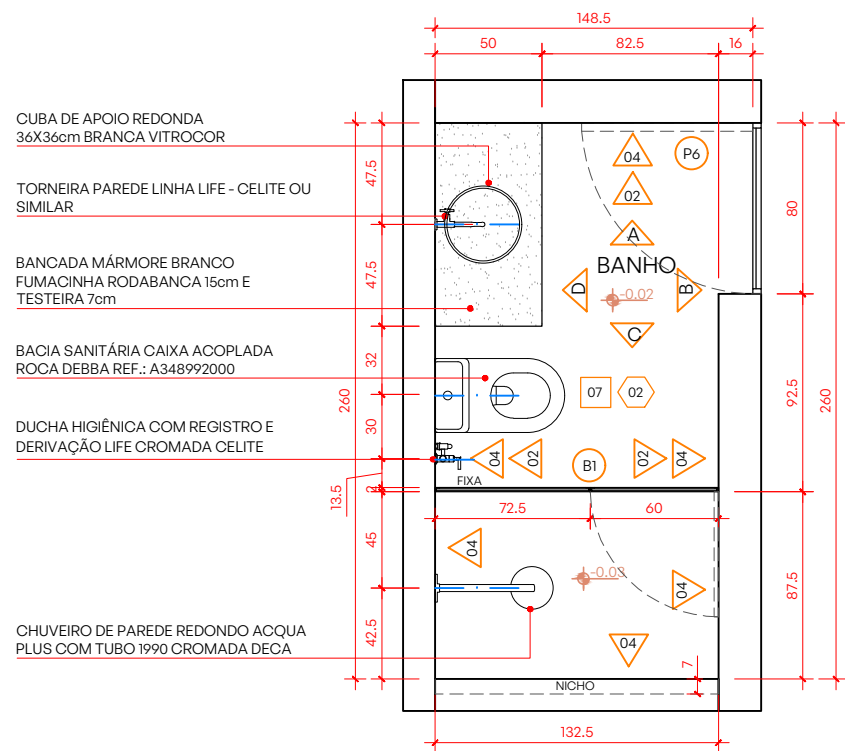 148.5
50
82.5
16
CUBA DE APOIO REDONDA
36X36cm BRANCA VITROCOR
TORNEIRA PAREDE LINHA LIFE - CELITE OU
SIMILAR
BANCADA MÁRMORE BRANCO
FUMACINHA RODABANCA 15cm E
TESTEIRA 7cm
BACIA SANITÁRIA CAIXA ACOPLADA
ROCA DEBBA REF.: A348992000
DUCHA HIGIÊNICA COM REGISTRO E
DERIVAÇÃO LIFE CROMADA CELITE
CHUVEIRO DE PAREDE REDONDO ACQUA
PLUS COM TUBO 1990 CROMADA DECA
260
47.5
47.5
32
30
2
13.5
45
42.5
04
P6
02
A
BANHO
D
B
-0.02
C
07
02
04
02
B1
02
04
FIXA
72.5
60
04
-0.03
04
04
7
NICHO
132.5
80
92.5
87.5
260